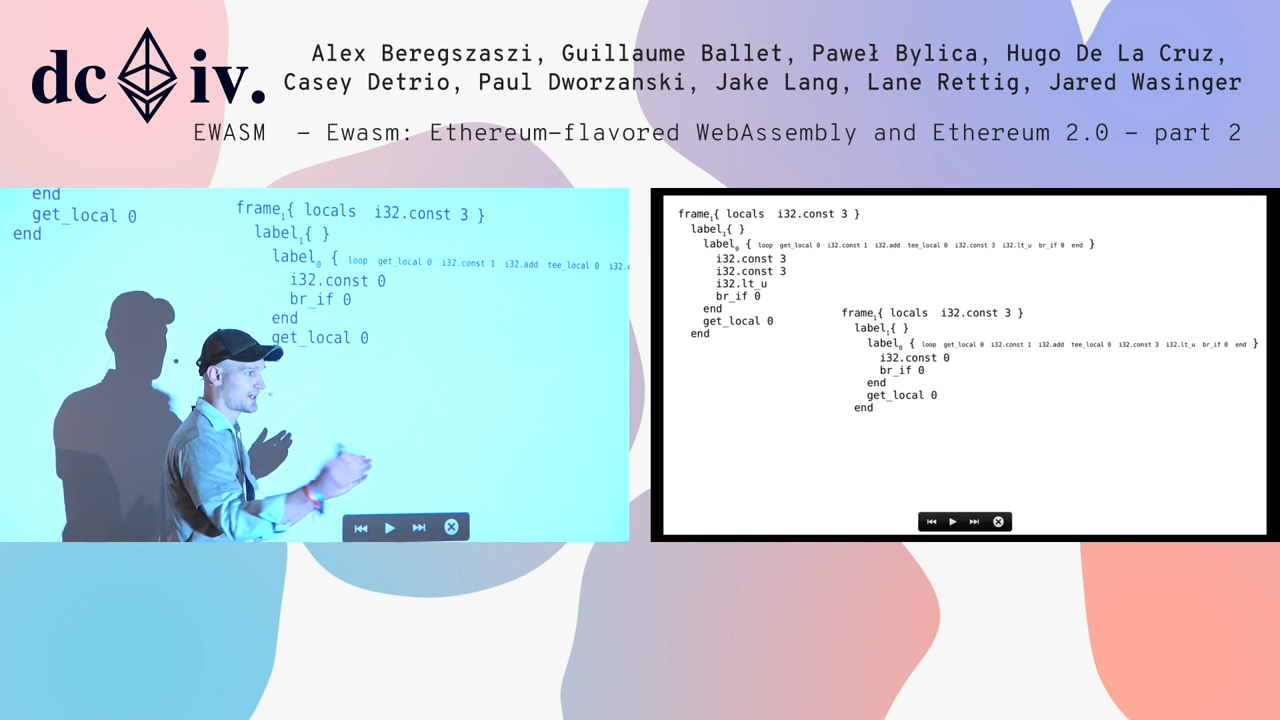 dc iv.
Alex Beregszaszi, Guillaume Ballet, Paweł Bylica, Hugo De La Cruz,
Casey Detrio, Paul Dworzanski, Jake Lang, Lane Rettig, Jared Wasinger
EWASM - Ewasm: Ethereum-flavored WebAssembly and Ethereum 2.0 - part 2
end
get_local 0
end
frame1{ locals i32.const 3 }
label1{ }
label0 { loop get_local 0 i32.const 1 i32.add tee_local 0 i32.c
i32.const 0
br_if 0
end
get_local 0
frame1{ locals i32.const 3 }
label1{ }
label0 { loop get_local 0 i32.const 1 i32.add tee_local 0 i32.const 3 i32.lt_u br_if 0 end }
i32.const 3
i32.const 3
i32.lt_u
br_if 0
end
get_local 0
end
frame1{ locals i32.const 3 }
label1{ }
label0 { loop get_local 0 i32.const 1 i32.add tee_local 0 i32.const 3 i32.lt_u br_if 0 end }
i32.const 0
br_if 0
end
get_local 0
end